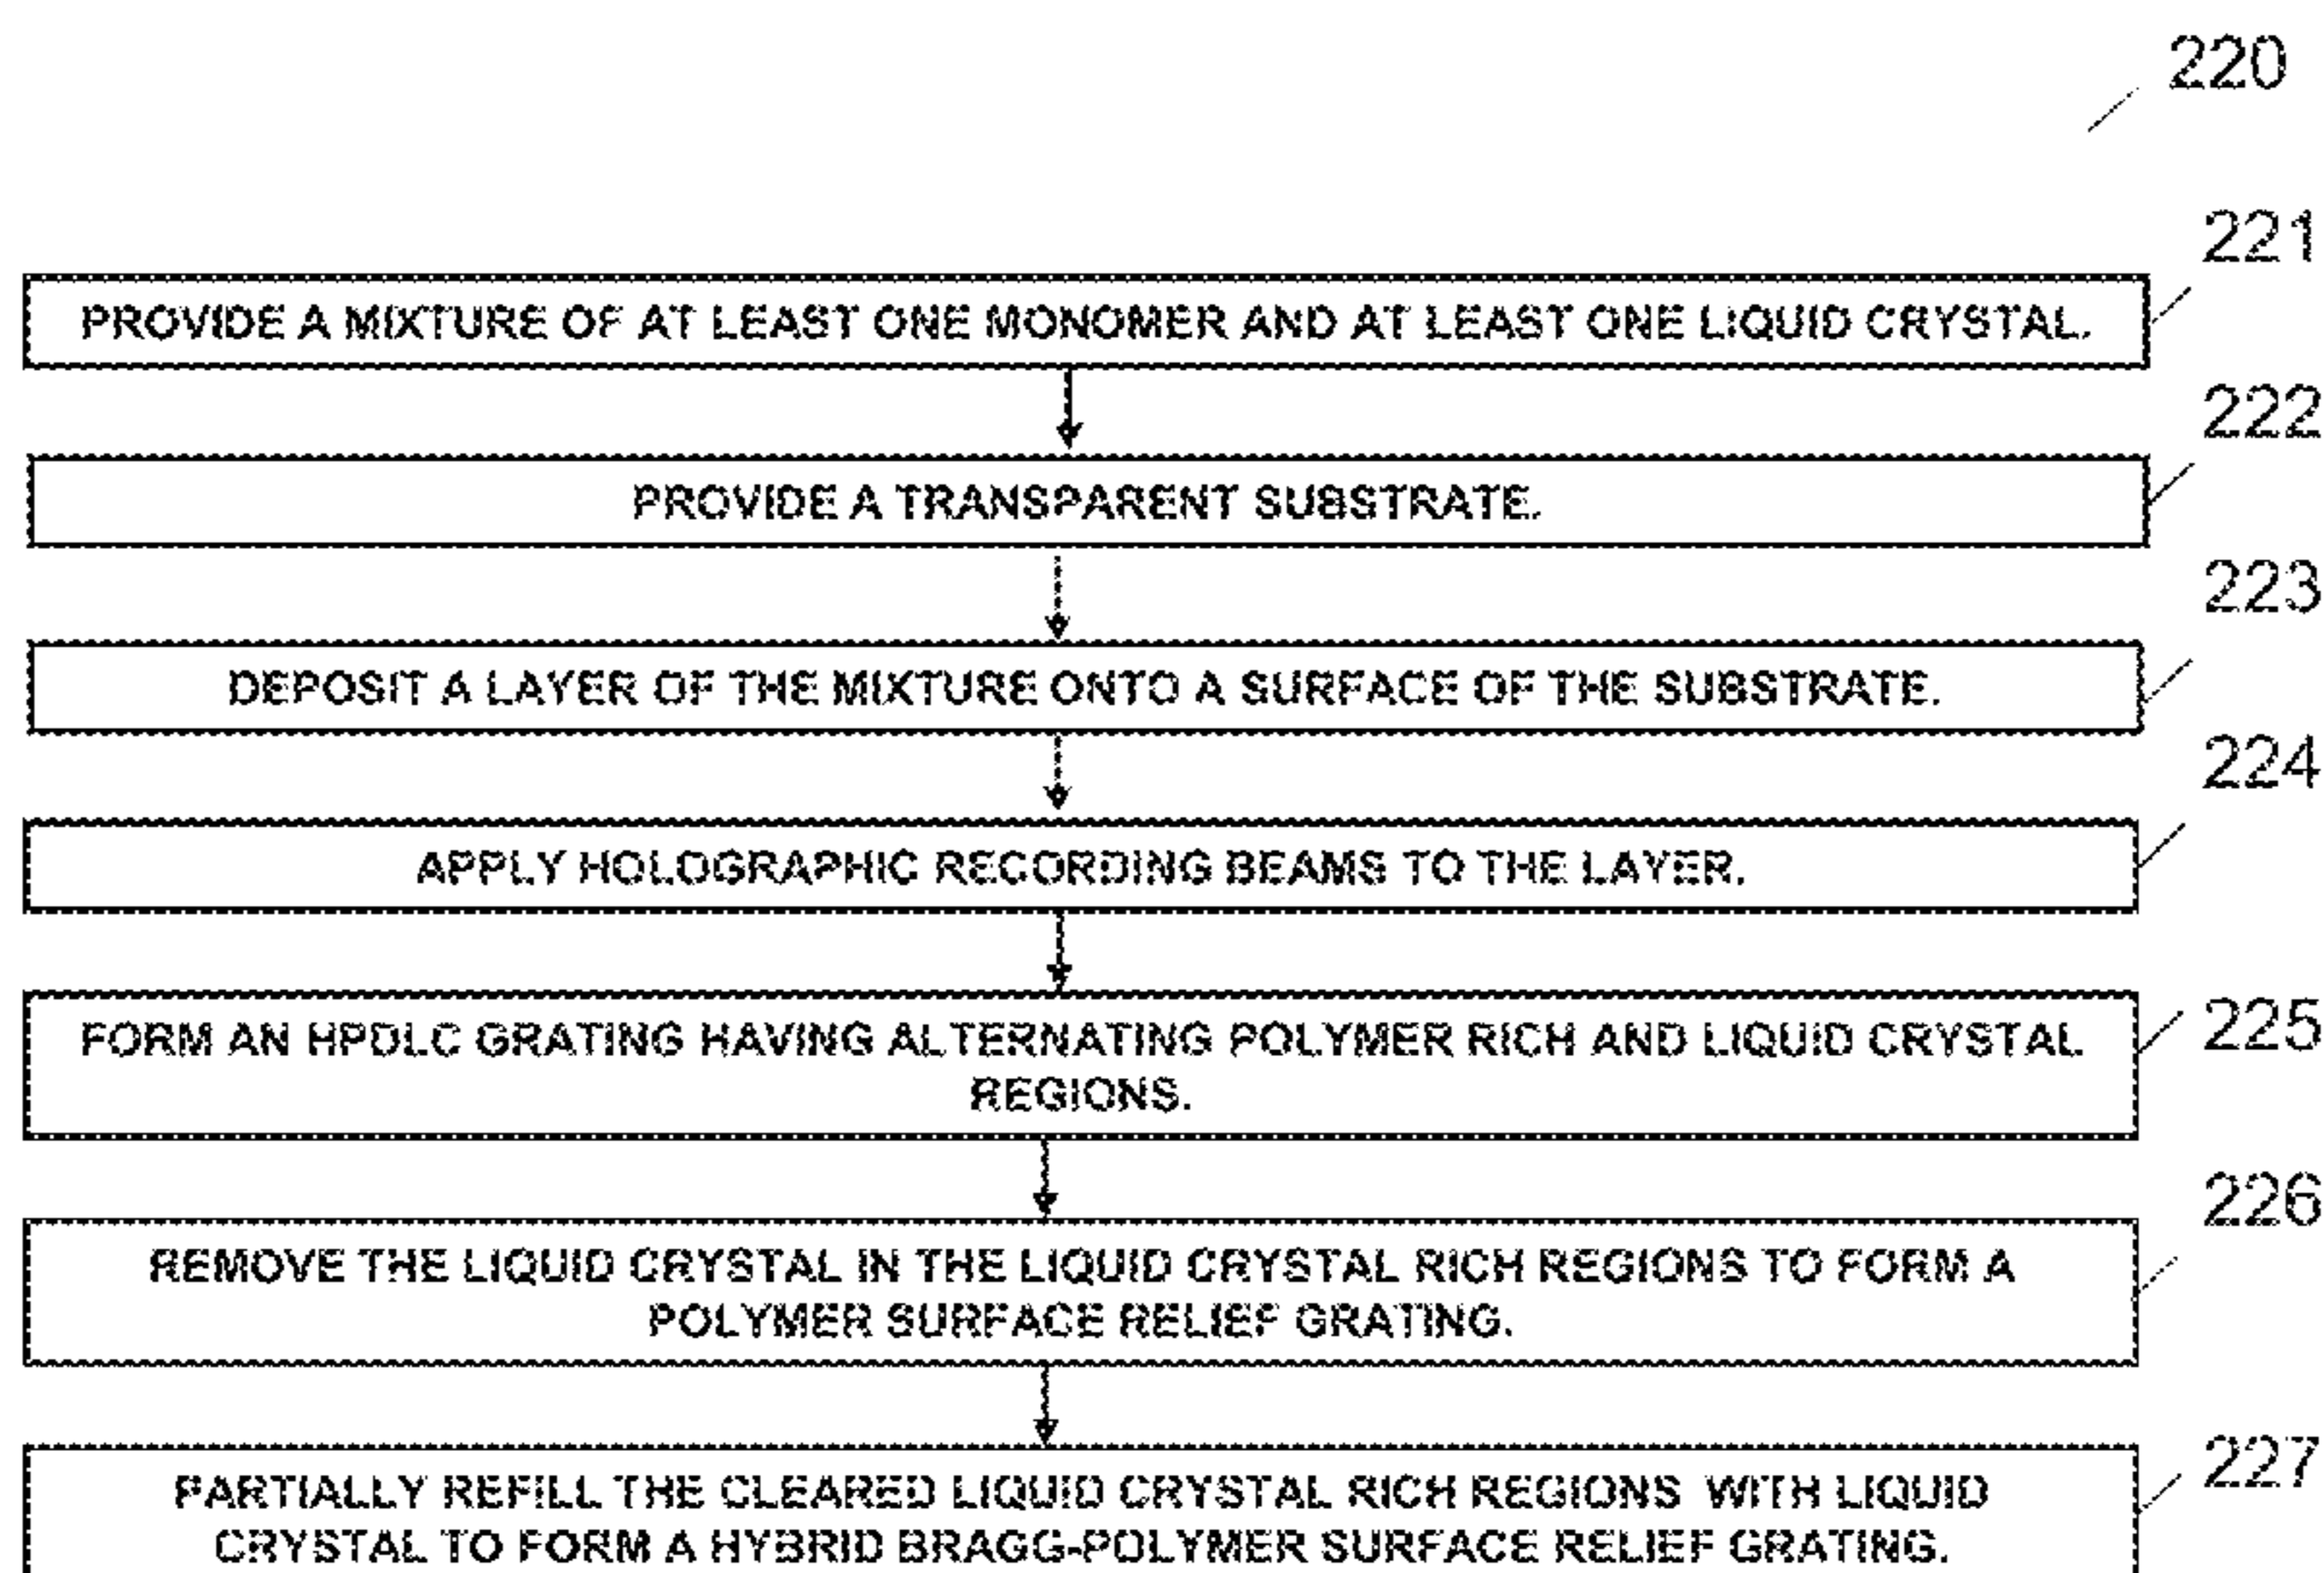 220
221
PROVIDE A MIXTURE OF AT LEAST ONE MONOMER AND AT LEAST ONE LIQUID CRYSTAL.
222
PROVIDE A TRANSPARENT SUBSTRATE.
223
DEPOSIT A LAYER OF THE MIXTURE ONTO A SURFACE OF THE SUBSTRATE.
224
APPLY HOLOGRAPHIC RECORDING BEAMS TO THE LAYER.
225
FORM AN HPDLC GRATING HAVING ALTERNATING POLYMER RICH AND LIQUID CRYSTAL
REGIONS.
226
REMOVE THE LIQUID CRYSTAL IN THE LIQUID CRYSTAL RICH REGIONS TO FORM A
POLYMER SURFACE RELIEF GRATING.
227
PARTIALLY REFILL THE CLEARED LIQUID CRYSTAL RICH REGIONS WITH LIQUID
CRYSTAL TO FORM A HYBRID BRAGG-POLYMER SURFACE RELIEF GRATING.